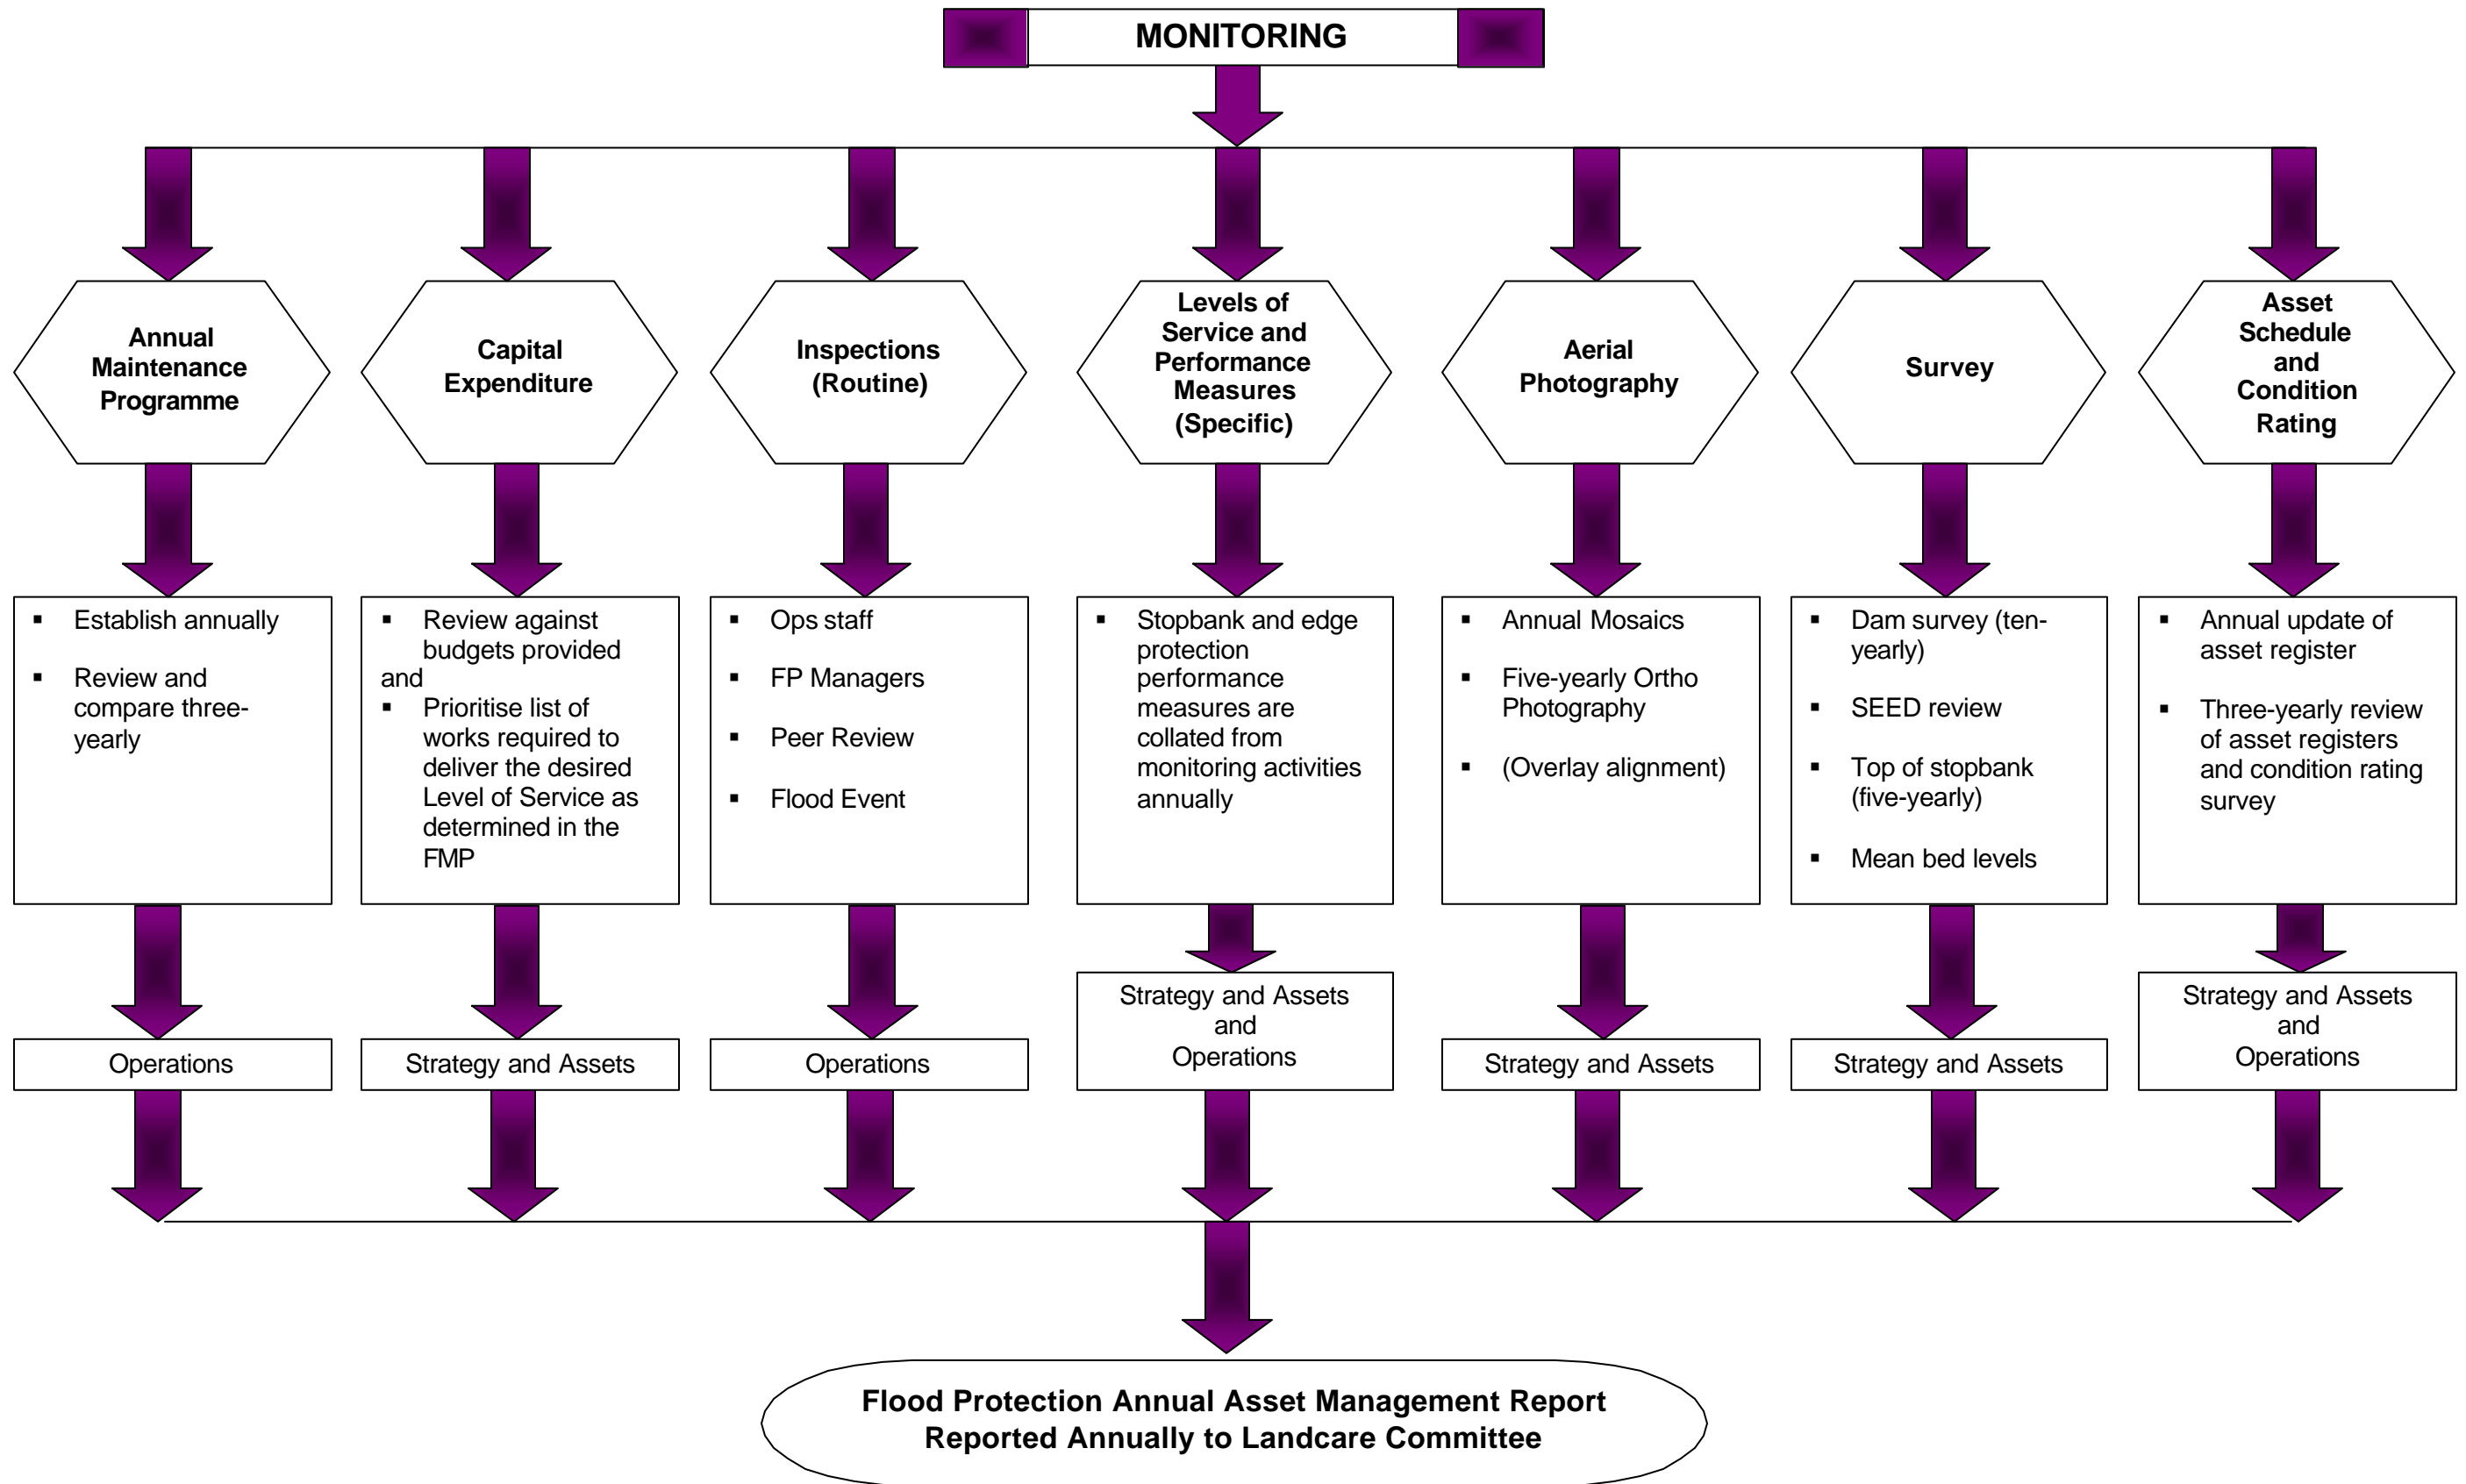 MONITORING
Annual
Maintenance
Programme
Capital
Expenditure
Inspections
(Routine)
Levels of
Service and
Performance
Measures
(Specific)
Aerial
Photography
Survey
Asset
Schedule
and
Condition
Rating
▪ Establish annually
▪ Review and
compare three-
yearly
▪ Review against
budgets provided
and
▪ Prioritise list of
works required to
deliver the desired
Level of Service as
determined in the
FMP
▪ Ops staff
▪ FP Managers
▪ Peer Review
▪ Flood Event
▪ Stopbank and edge
protection
performance
measures are
collated from
monitoring activities
annually
▪ Annual Mosaics
▪ Five-yearly Ortho
Photography
▪ (Overlay alignment)
▪ Dam survey (ten-
yearly)
▪ SEED review
▪ Top of stopbank
(five-yearly)
▪ Mean bed levels
▪ Annual update of
asset register
▪ Three-yearly review
of asset registers
and condition rating
survey
Operations
Strategy and Assets
Operations
Strategy and Assets
and
Operations
Strategy and Assets
Strategy and Assets
Strategy and Assets
and
Operations
Flood Protection Annual Asset Management Report
Reported Annually to Landcare Committee